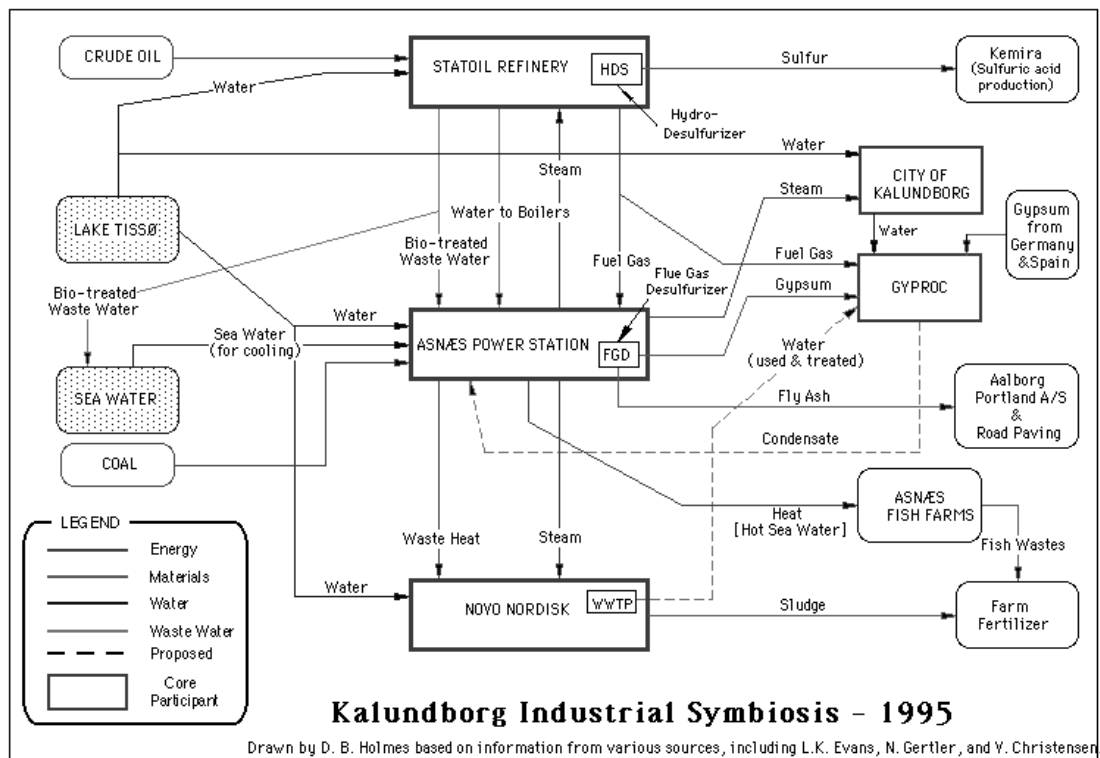 CRUDE OIL
STATOIL REFINERY
HDS
Sulfur
Kemira
(Sulfuric acid
production)
Water
Hydro-
Desulfurizer
Water
CITY OF
KALUNDBORG
Steam
Steam
LAKE TISSØ
Water to Boilers
Gypsum
from
Germany
&Spain
Water
Bio-treated
Waste Water
Fuel Gas
Flue Gas
Desulfurizer
Fuel Gas
GYPROC
Bio-treated
Waste Water
Gypsum
Water
Sea Water
(for cooling)
ASNÆS POWER STATION
FGD
Water
(used & treated)
SEA WATER
Fly Ash
Aalborg
Portland A/S
&
Road Paving
Condensate
COAL
ASNÆS
FISH FARMS
Heat
[Hot Sea Water]
Waste Heat
Steam
Fish Wastes
Water
NOVO NORDISK
WWTP
Sludge
Farm
Fertilizer
LEGEND
Energy
Materials
Water
Waste Water
Proposed
Core
Participant
Kalundborg Industrial Symbiosis - 1995
Drawn by D. B. Holmes based on information from various sources, including L.K. Evans, N. Gertler, and V. Christensen